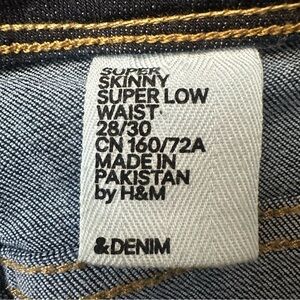 SUPER
SKINNY
SUPER LOW
WAIST
28/30
CN 160/72A
MADE IN
PAKISTAN
by H&M
&DENIM